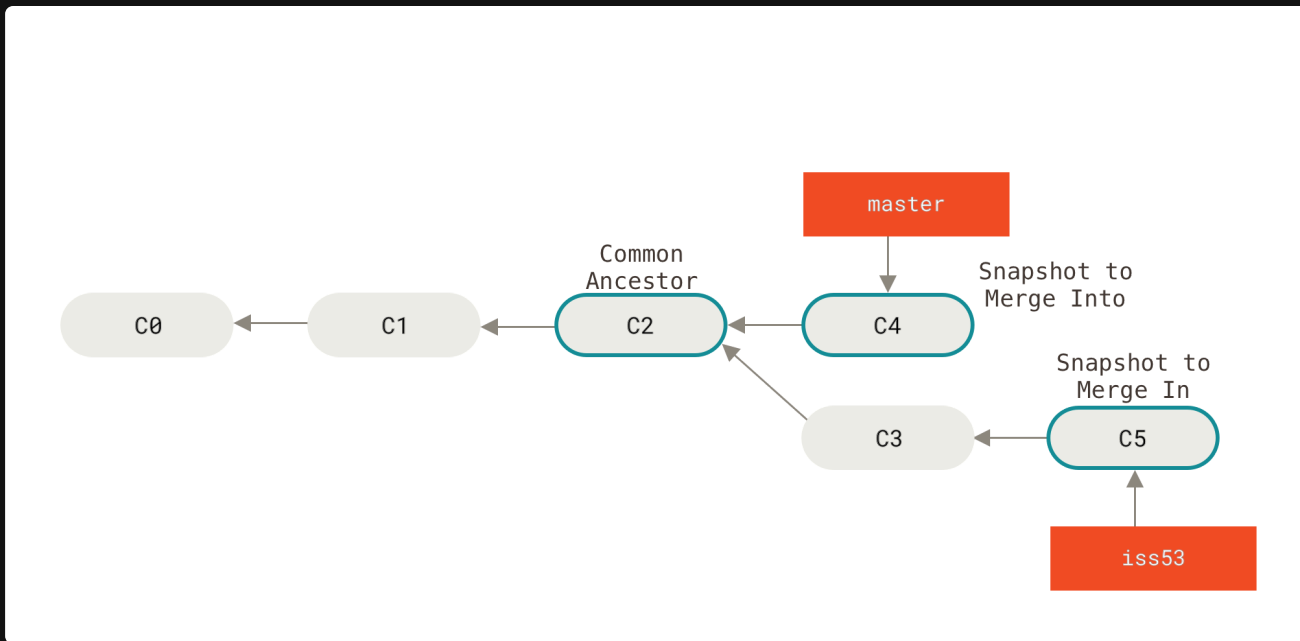 master
Common
Ancestor
Snapshot to
Merge Into
C0
C1
C2
C4
Snapshot to
Merge In
C3
C5
iss53